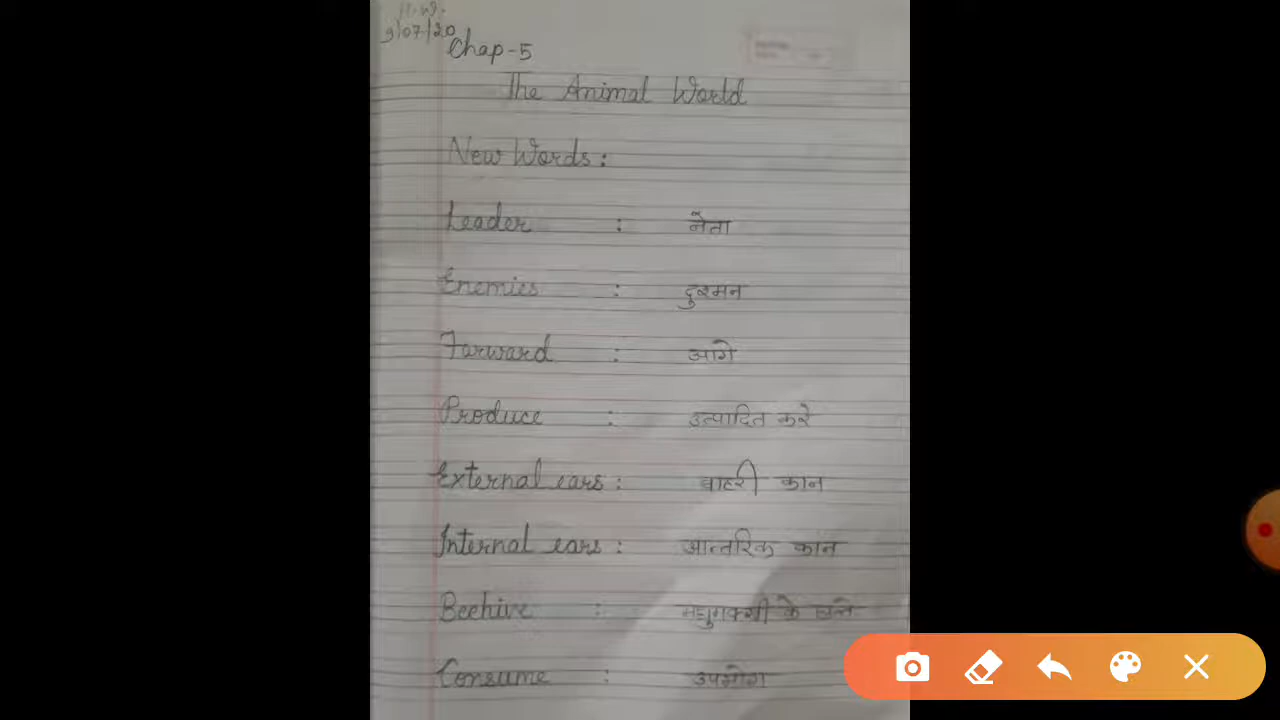 H.W.
9/07/20
Chap-5
The Animal World
New Words:
Leader : नेता
Enemies : दुश्मन
Forward : आगे
Produce : उत्पादित करे
External ears : बाहरी कान
Internal ears : आन्तरिक कान
Beehive : मधुमक्खी के छत्ते
Consume : उपभोग